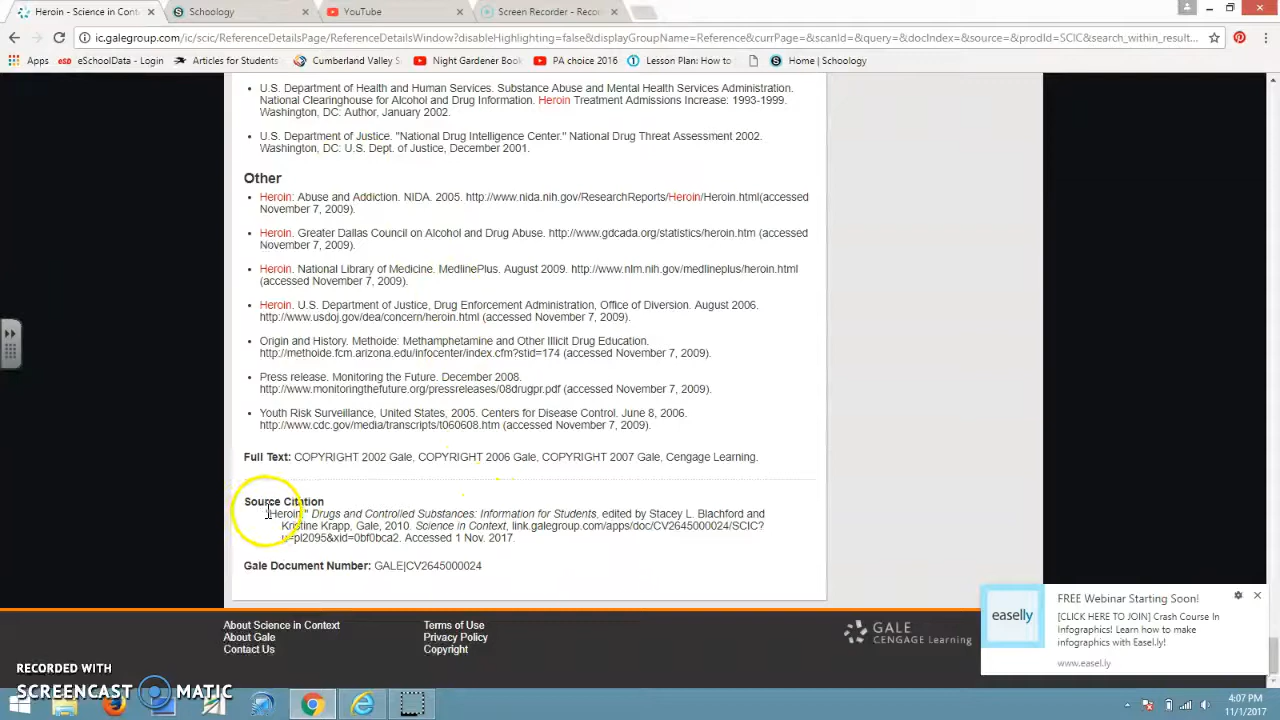 Heroin - Science in Cont
Schoology
YouTube
Screen Recorder - Reco
ic.galegroup.com/ic/scic/ReferenceDetailsPage/ReferenceDetailsWindow?disableHighlighting=false&displayGroupName=Reference&currPage=&scanId=&query=&docIndex=&source=&prodId=SCIC&search_within_result...
Apps
eSchoolData - Login
Articles for Students
Cumberland Valley S
Night Gardener Book
PA choice 2016
Lesson Plan: How to
Home | Schoology
• U.S. Department of Health and Human Services. Substance Abuse and Mental Health Services Administration.
National Clearinghouse for Alcohol and Drug Information. Heroin Treatment Admissions Increase: 1993-1999.
Washington, DC: Author, January 2002.
• U.S. Department of Justice. "National Drug Intelligence Center." National Drug Threat Assessment 2002.
Washington, DC: U.S. Dept. of Justice, December 2001.
Other
• Heroin: Abuse and Addiction. NIDA. 2005. http://www.nida.nih.gov/ResearchReports/Heroin/Heroin.html(accessed
November 7, 2009).
• Heroin. Greater Dallas Council on Alcohol and Drug Abuse. http://www.gdcada.org/statistics/heroin.htm (accessed
November 7, 2009).
• Heroin. National Library of Medicine. MedlinePlus. August 2009. http://www.nlm.nih.gov/medlineplus/heroin.html
(accessed November 7, 2009).
• Heroin. U.S. Department of Justice, Drug Enforcement Administration, Office of Diversion. August 2006.
http://www.usdoj.gov/dea/concern/heroin.html (accessed November 7, 2009).
• Origin and History. Methoide: Methamphetamine and Other Illicit Drug Education.
http://methoide.fcm.arizona.edu/infocenter/index.cfm?stid=174 (accessed November 7, 2009).
• Press release. Monitoring the Future. December 2008.
http://www.monitoringthefuture.org/pressreleases/08drugpr.pdf (accessed November 7, 2009).
• Youth Risk Surveillance, United States, 2005. Centers for Disease Control. June 8, 2006.
http://www.cdc.gov/media/transcripts/t060608.htm (accessed November 7, 2009).
Full Text: COPYRIGHT 2002 Gale, COPYRIGHT 2006 Gale, COPYRIGHT 2007 Gale, Cengage Learning.
Source Citation
"Heroin." Drugs and Controlled Substances: Information for Students, edited by Stacey L. Blachford and
Kristine Krapp, Gale, 2010. Science in Context, link.galegroup.com/apps/doc/CV2645000024/SCIC?
u=pl2095&xid=0bf0bca2. Accessed 1 Nov. 2017.
Gale Document Number: GALE|CV2645000024
About Science in Context
About Gale
Contact Us
Terms of Use
Privacy Policy
Copyright
GALE
CENGAGE Learning
easelly
FREE Webinar Starting Soon!
[CLICK HERE TO JOIN] Crash Course In
Infographics! Learn how to make
infographics with Easel.ly!
www.easel.ly
RECORDED WITH
SCREENCAST MATIC
4:07 PM
11/1/2017